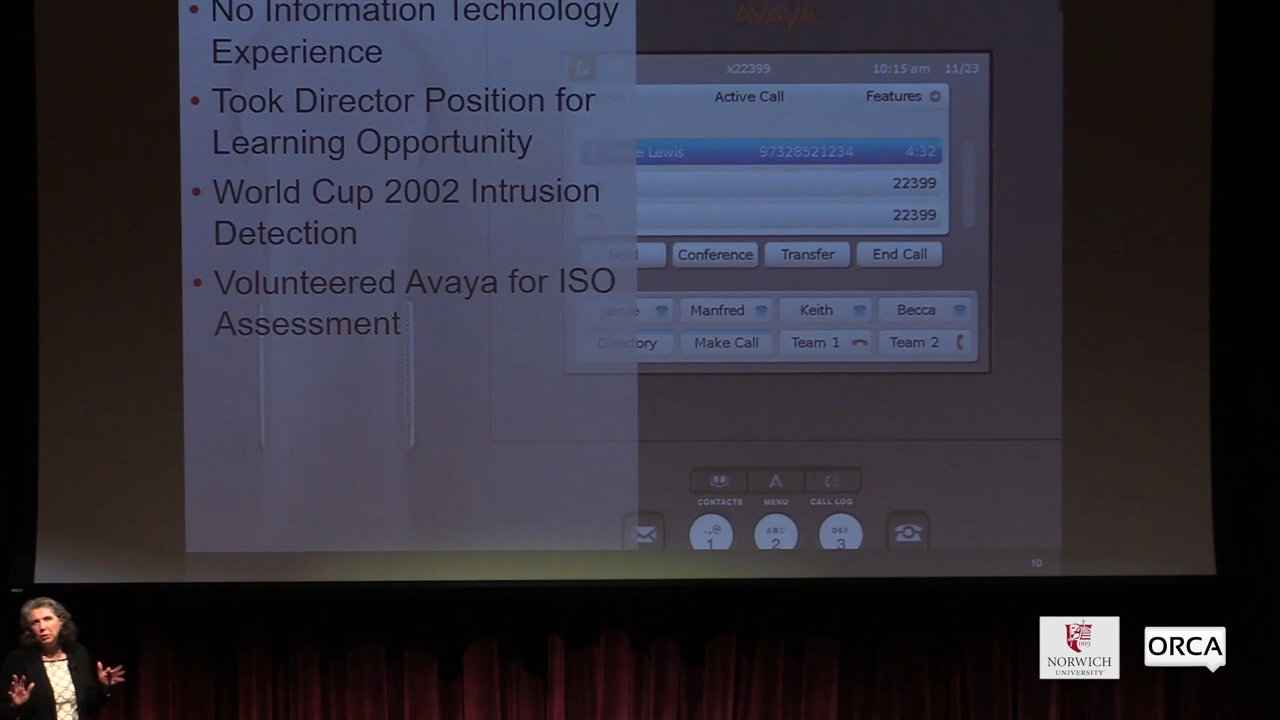 • No Information Technology
Experience
• Took Director Position for
Learning Opportunity
• World Cup 2002 Intrusion
Detection
• Volunteered Avaya for ISO
Assessment
AVAYA
x22399 10:15 am 11/23
Active Call Features
Lewis 97328521234 4:32
22399
22399
Hold Conference Transfer End Call
Jamie Manfred Keith Becca
Directory Make Call Team 1 Team 2
CONTACTS MENU CALL LOG
.,@ ABC DEF
1 2 3
10
1819
NORWICH
UNIVERSITY
ORCA